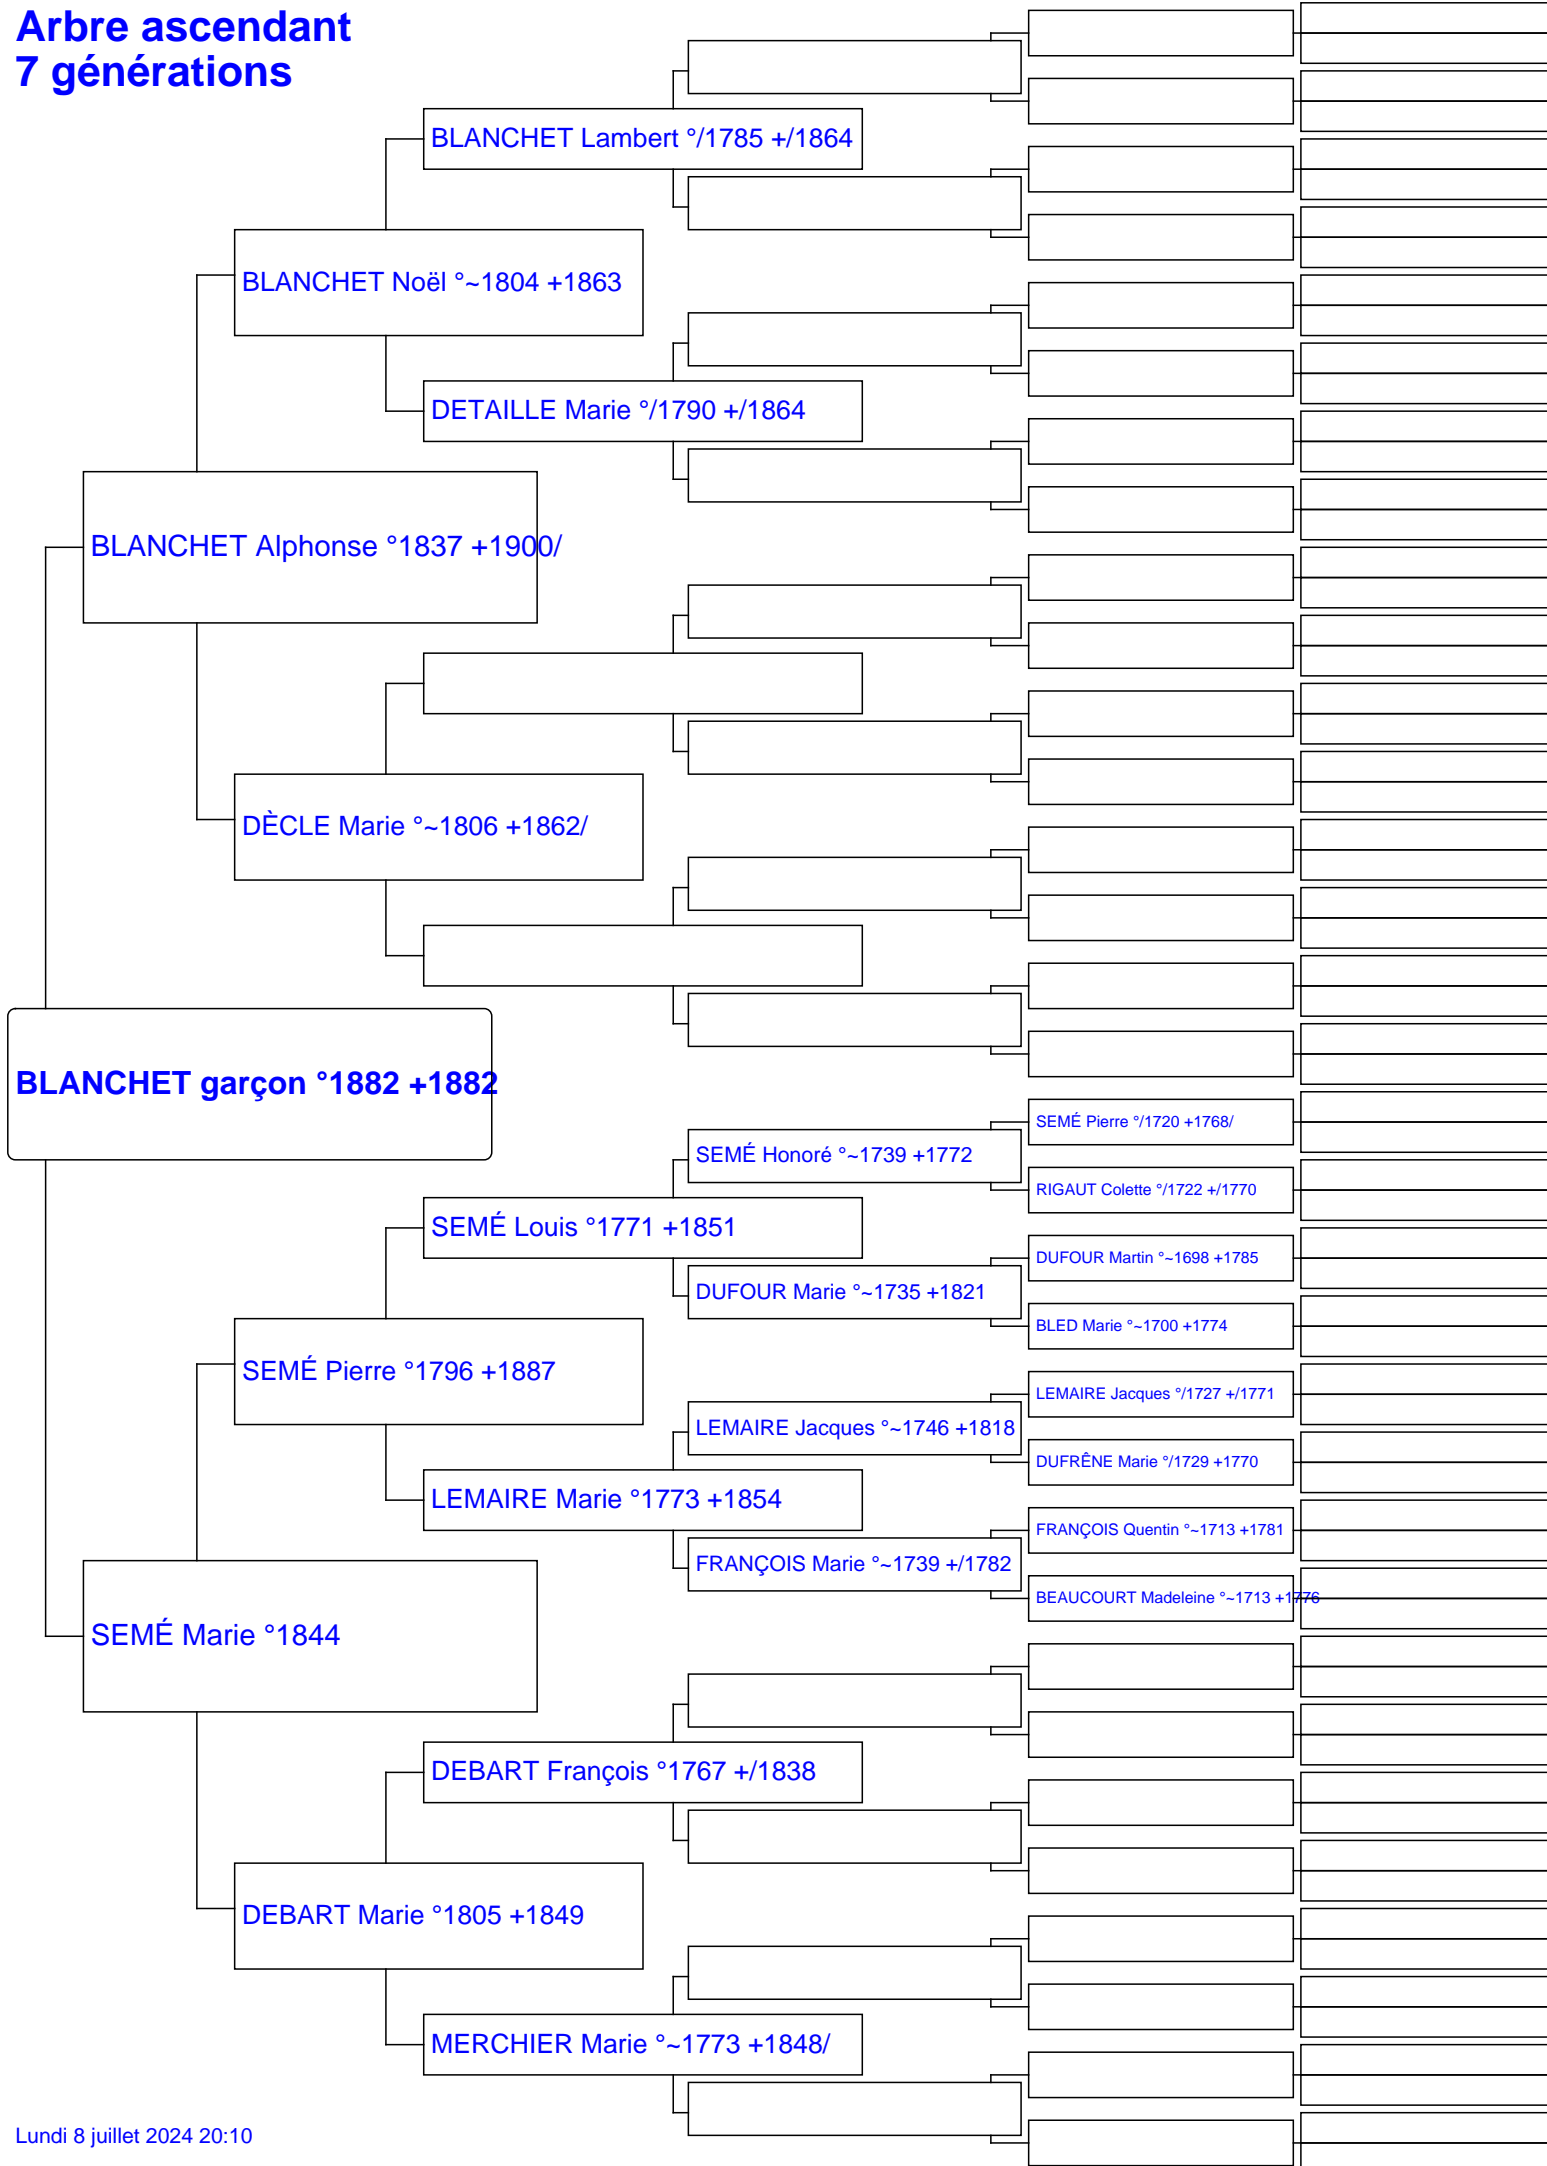 Arbre ascendant
7 générations
BLANCHET Lambert °/1785 +/1864
BLANCHET Noël °~1804 +1863
DETAILLE Marie °/1790 +/1864
BLANCHET Alphonse °1837 +1900/
DÈCLE Marie °~1806 +1862/
BLANCHET garçon °1882 +1882
SEMÉ Pierre °/1720 +1768/
SEMÉ Honoré °~1739 +1772
RIGAUT Colette °/1722 +/1770
SEMÉ Louis °1771 +1851
DUFOUR Martin °~1698 +1785
DUFOUR Marie °~1735 +1821
BLED Marie °~1700 +1774
SEMÉ Pierre °1796 +1887
LEMAIRE Jacques °/1727 +/1771
LEMAIRE Jacques °~1746 +1818
DUFRÊNE Marie °/1729 +1770
LEMAIRE Marie °1773 +1854
FRANÇOIS Quentin °~1713 +1781
FRANÇOIS Marie °~1739 +/1782
BEAUCOURT Madeleine °~1713 +1776
SEMÉ Marie °1844
DEBART François °1767 +/1838
DEBART Marie °1805 +1849
MERCHIER Marie °~1773 +1848/
Lundi 8 juillet 2024 20:10